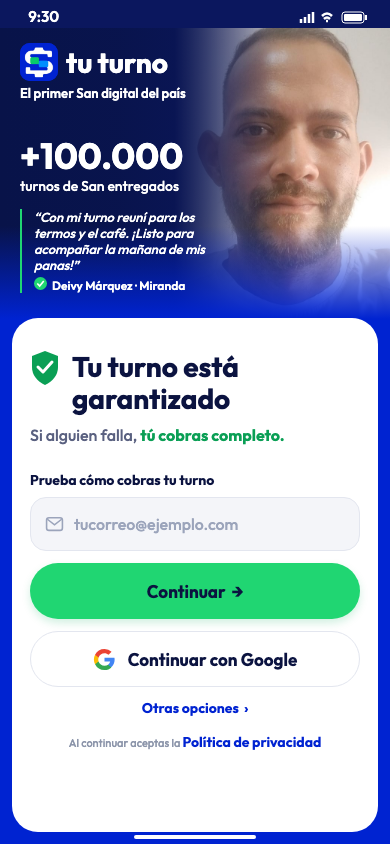 9:30
tu turno
El primer San digital del país
+100.000
turnos de San entregados
“Con mi turno reuní para los
termos y el café. ¡Listo para
acompañar la mañana de mis
panas!”
Deivy Márquez · Miranda
Tu turno está
garantizado
Si alguien falla, tú cobras completo.
Prueba cómo cobras tu turno
tucorreo@ejemplo.com
Continuar →
Continuar con Google
Otras opciones ›
Al continuar aceptas la Política de privacidad